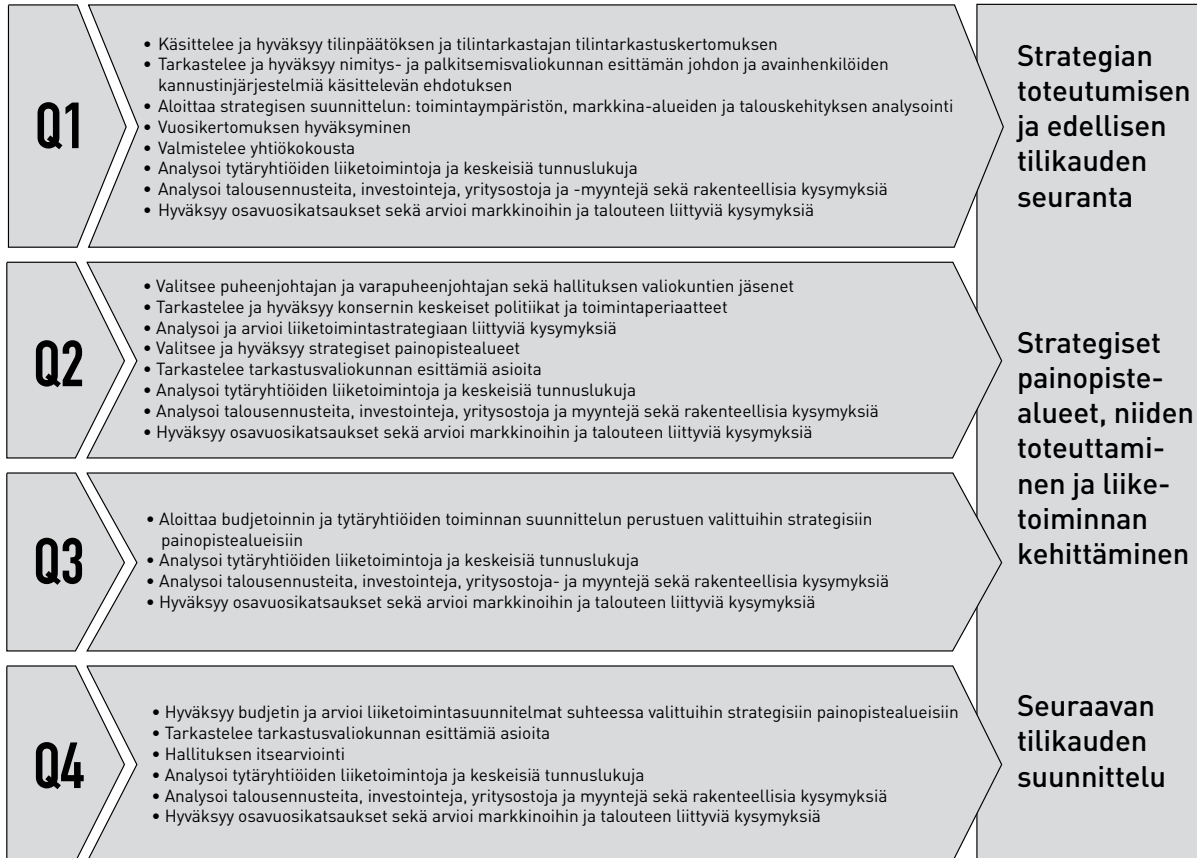 Q1
• Käsittelee ja hyväksyy tilinpäätöksen ja tilintarkastajan tilintarkastuskertomuksen
• Tarkastelee ja hyväksyy nimitys- ja palkitsemisvaliokunnan esittämän johdon ja avainhenkilöiden
kannustinjärjestelmiä käsittelevän ehdotuksen
• Aloittaa strategisen suunnittelun: toimintaympäristön, markkina-alueiden ja talouskehityksen analysointi
• Vuosikertomuksen hyväksyminen
• Valmistelee yhtiökokousta
• Analysoi tytäryhtiöiden liiketoimintoja ja keskeisiä tunnuslukuja
• Analysoi talousennusteita, investointeja, yritysostoja ja -myyntejä sekä rakenteellisia kysymyksiä
• Hyväksyy osavuosikatsaukset sekä arvioi markkinoihin ja talouteen liittyviä kysymyksiä
Strategian
toteutumisen
ja edellisen
tilikauden
seuranta
Q2
• Valitsee puheenjohtajan ja varapuheenjohtajan sekä hallituksen valiokuntien jäsenet
• Tarkastelee ja hyväksyy konsernin keskeiset politiikat ja toimintaperiaatteet
• Analysoi ja arvioi liiketoimintastrategiaan liittyviä kysymyksiä
• Valitsee ja hyväksyy strategiset painopistealueet
• Tarkastelee tarkastusvaliokunnan esittämiä asioita
• Analysoi tytäryhtiöiden liiketoimintoja ja keskeisiä tunnuslukuja
• Analysoi talousennusteita, investointeja, yritysostoja ja myyntejä sekä rakenteellisia kysymyksiä
• Hyväksyy osavuosikatsaukset sekä arvioi markkinoihin ja talouteen liittyviä kysymyksiä
Strategiset
painopiste-
alueet, niiden
toteuttami-
nen ja liike-
toiminnan
kehittäminen
Q3
• Aloittaa budjetoinnin ja tytäryhtiöiden toiminnan suunnittelun perustuen valittuihin strategisiin
painopistealueisiin
• Analysoi tytäryhtiöiden liiketoimintoja ja keskeisiä tunnuslukuja
• Analysoi talousennusteita, investointeja, yritysostoja- ja myyntejä sekä rakenteellisia kysymyksiä
• Hyväksyy osavuosikatsaukset sekä arvioi markkinoihin ja talouteen liittyviä kysymyksiä
Q4
• Hyväksyy budjetin ja arvioi liiketoimintasuunnitelmat suhteessa valittuihin strategisiin painopistealueisiin
• Tarkastelee tarkastusvaliokunnan esittämiä asioita
• Hallituksen itsearviointi
• Analysoi tytäryhtiöiden liiketoimintoja ja keskeisiä tunnuslukuja
• Analysoi talousennusteita, investointeja, yritysostoja ja myyntejä sekä rakenteellisia kysymyksiä
• Hyväksyy osavuosikatsaukset sekä arvioi markkinoihin ja talouteen liittyviä kysymyksiä
Seuraavan
tilikauden
suunnittelu